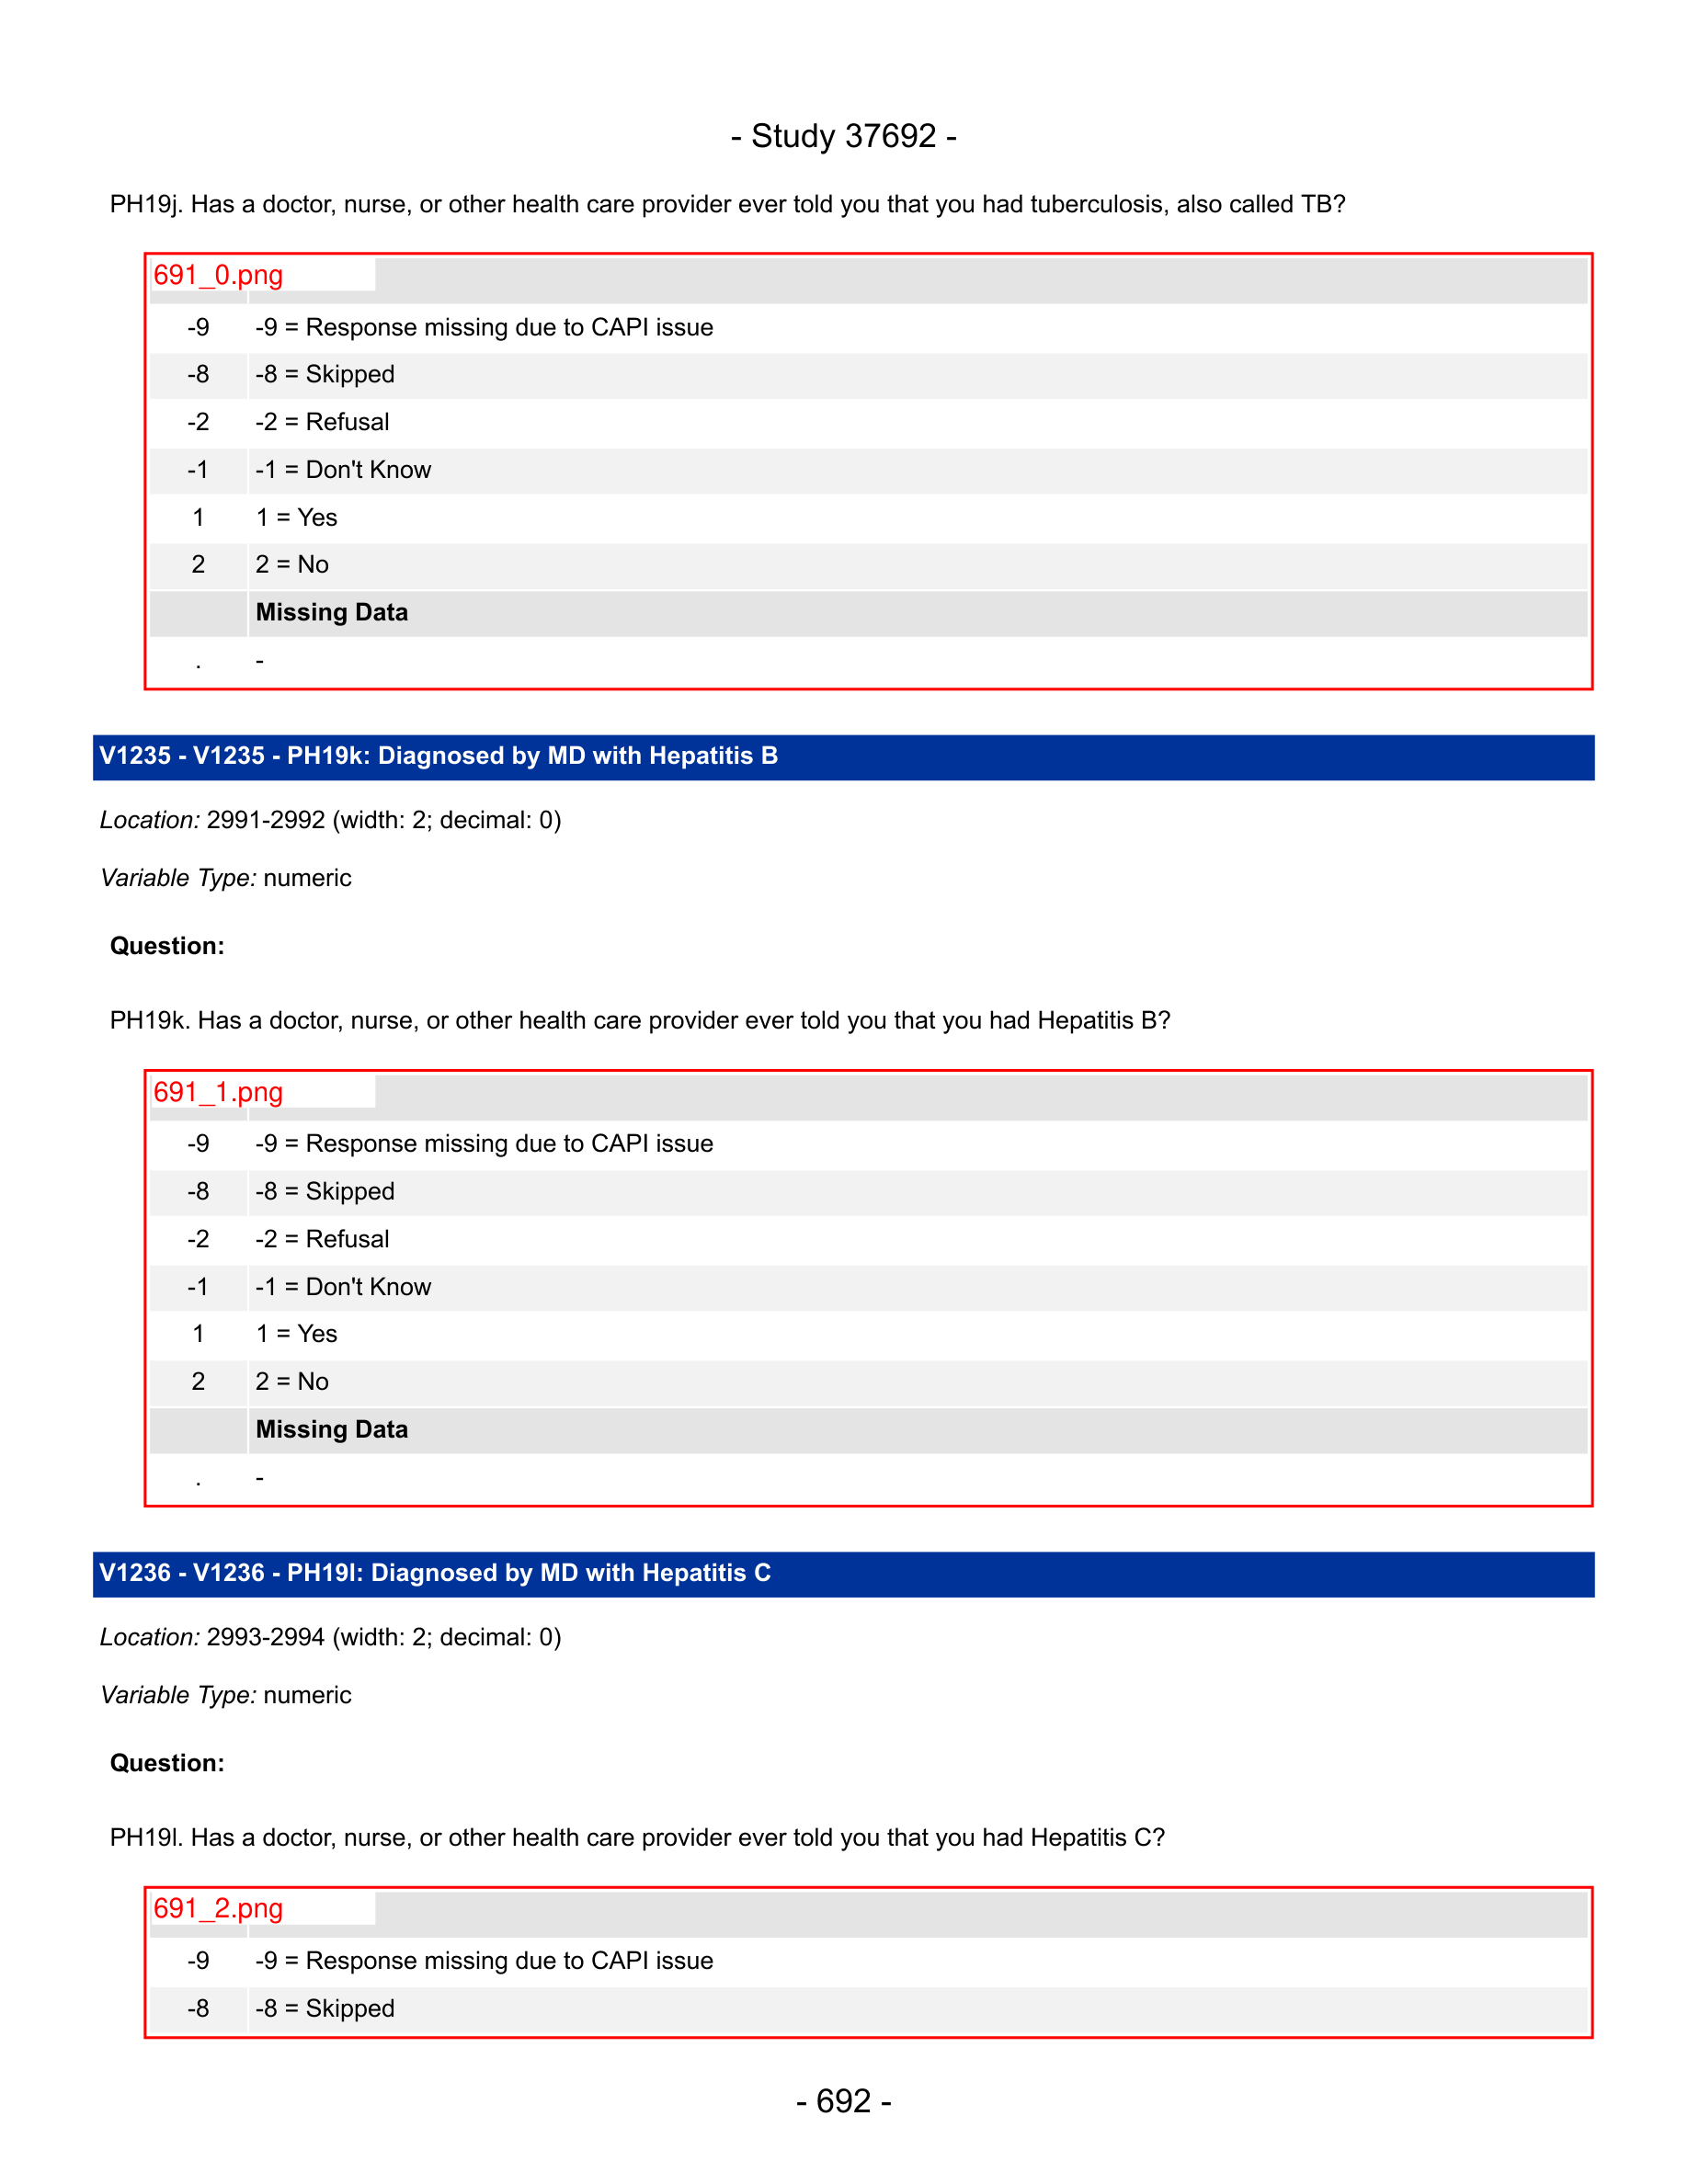 - Study 37692 -
PH19j. Has a doctor, nurse, or other health care provider ever told you that you had tuberculosis, also called TB?
691_0.png
-9 -9 = Response missing due to CAPI issue
-8 -8 = Skipped
-2 -2 = Refusal
-1 -1 = Don't Know
1 1 = Yes
2 2 = No
Missing Data
. -
V1235 - V1235 - PH19k: Diagnosed by MD with Hepatitis B
Location: 2991-2992 (width: 2; decimal: 0)
Variable Type: numeric
Question:
PH19k. Has a doctor, nurse, or other health care provider ever told you that you had Hepatitis B?
691_1.png
-9 -9 = Response missing due to CAPI issue
-8 -8 = Skipped
-2 -2 = Refusal
-1 -1 = Don't Know
1 1 = Yes
2 2 = No
Missing Data
. -
V1236 - V1236 - PH19l: Diagnosed by MD with Hepatitis C
Location: 2993-2994 (width: 2; decimal: 0)
Variable Type: numeric
Question:
PH19l. Has a doctor, nurse, or other health care provider ever told you that you had Hepatitis C?
691_2.png
-9 -9 = Response missing due to CAPI issue
-8 -8 = Skipped
- 692 -